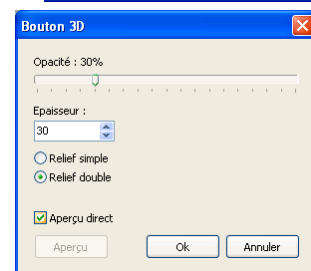 Bouton 3D
Opacité : 30%
Epaisseur :
30
Relief simple
Relief double
Aperçu direct
Aperçu
Ok
Annuler